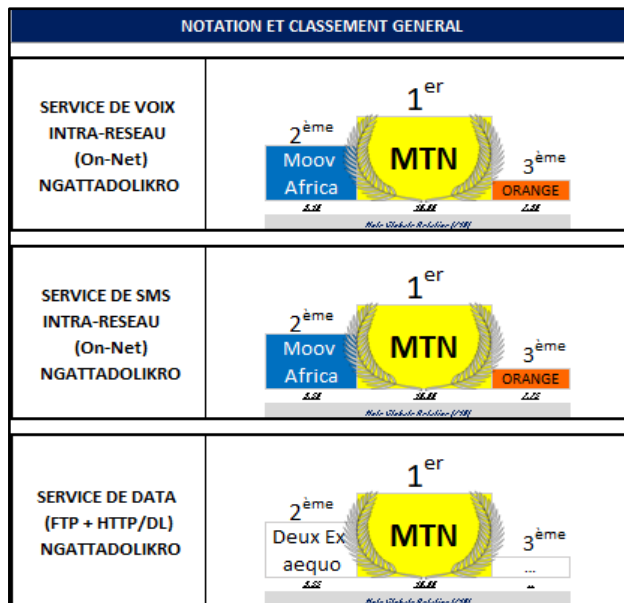 NOTATION ET CLASSEMENT GENERAL
SERVICE DE VOIX
INTRA-RESEAU
(On-Net)
NGATTADOLIKRO
1er
2ème
Moov
Africa
MTN
3ème
ORANGE
SERVICE DE SMS
INTRA-RESEAU
(On-Net)
NGATTADOLIKRO
1er
2ème
Moov
Africa
MTN
3ème
ORANGE
SERVICE DE DATA
(FTP + HTTP/DL)
NGATTADOLIKRO
1er
2ème
Deux Ex
aequo
MTN
3ème
...